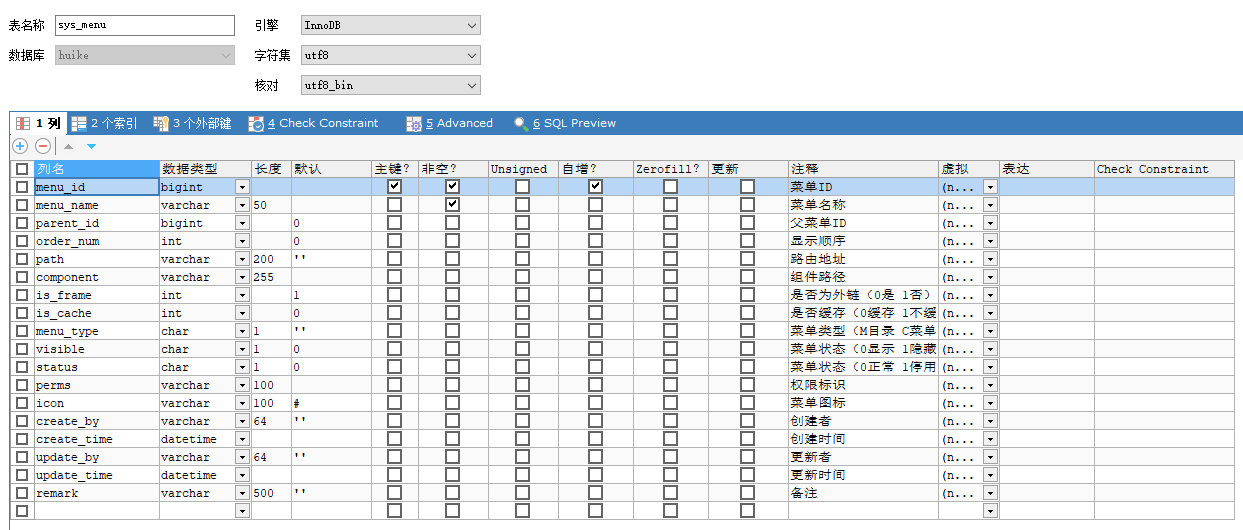 表名称 sys_menu 引擎 InnoDB
数据库 huike 字符集 utf8
核对 utf8_bin
1 列 2 个索引 3 个外部键 4 Check Constraint 5 Advanced 6 SQL Preview
列名 数据类型 长度 默认 主键? 非空? Unsigned 自增? Zerofill? 更新 注释 虚拟 表达 Check Constraint
menu_id bigint 菜单ID (n...
menu_name varchar 50 菜单名称 (n...
parent_id bigint 0 父菜单ID (n...
order_num int 0 显示顺序 (n...
path varchar 200 '' 路由地址 (n...
component varchar 255 组件路径 (n...
is_frame int 1 是否为外链（0是 1否） (n...
is_cache int 0 是否缓存（0缓存 1不缓 (n...
menu_type char 1 '' 菜单类型（M目录 C菜单 (n...
visible char 1 0 菜单状态（0显示 1隐藏 (n...
status char 1 0 菜单状态（0正常 1停用 (n...
perms varchar 100 权限标识 (n...
icon varchar 100 # 菜单图标 (n...
create_by varchar 64 '' 创建者 (n...
create_time datetime 创建时间 (n...
update_by varchar 64 '' 更新者 (n...
update_time datetime 更新时间 (n...
remark varchar 500 '' 备注 (n...
(n...